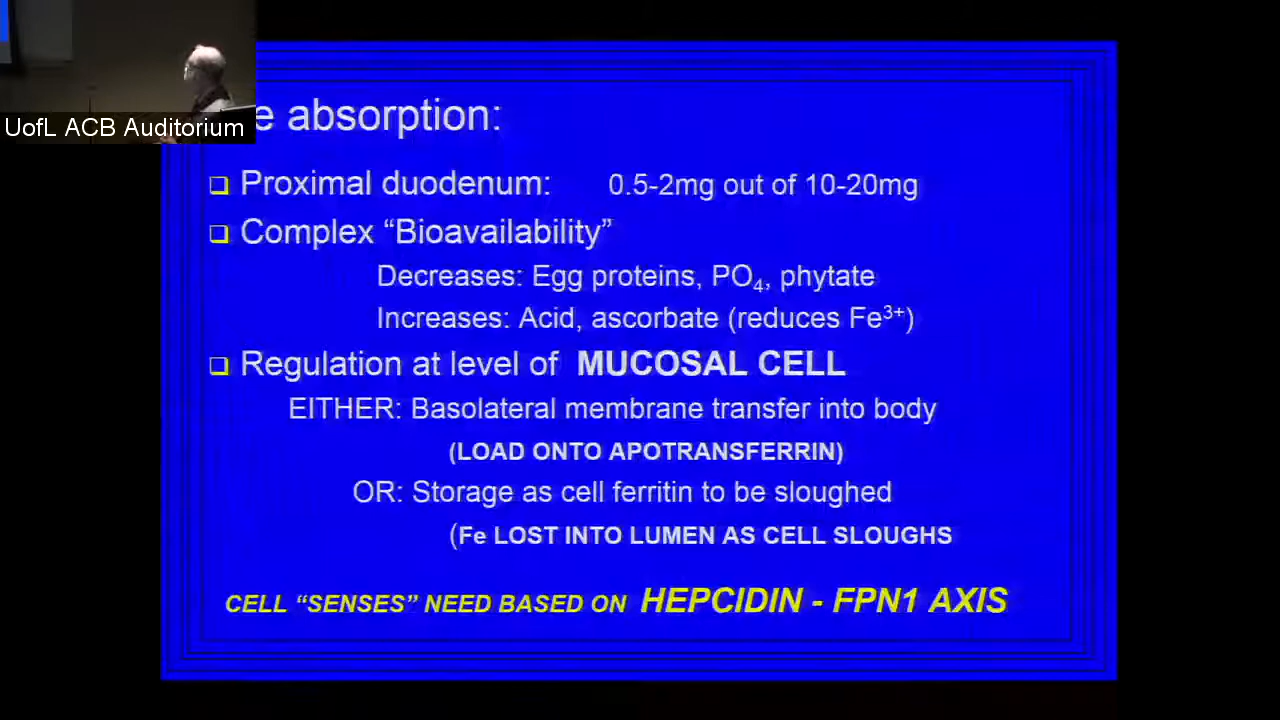 UofL ACB Auditorium
e absorption:
❑ Proximal duodenum: 0.5-2mg out of 10-20mg
❑ Complex “Bioavailability”
Decreases: Egg proteins, PO₄, phytate
Increases: Acid, ascorbate (reduces Fe³⁺)
❑ Regulation at level of MUCOSAL CELL
EITHER: Basolateral membrane transfer into body
(LOAD ONTO APOTRANSFERRIN)
OR: Storage as cell ferritin to be sloughed
(Fe LOST INTO LUMEN AS CELL SLOUGHS
CELL “SENSES” NEED BASED ON HEPCIDIN - FPN1 AXIS